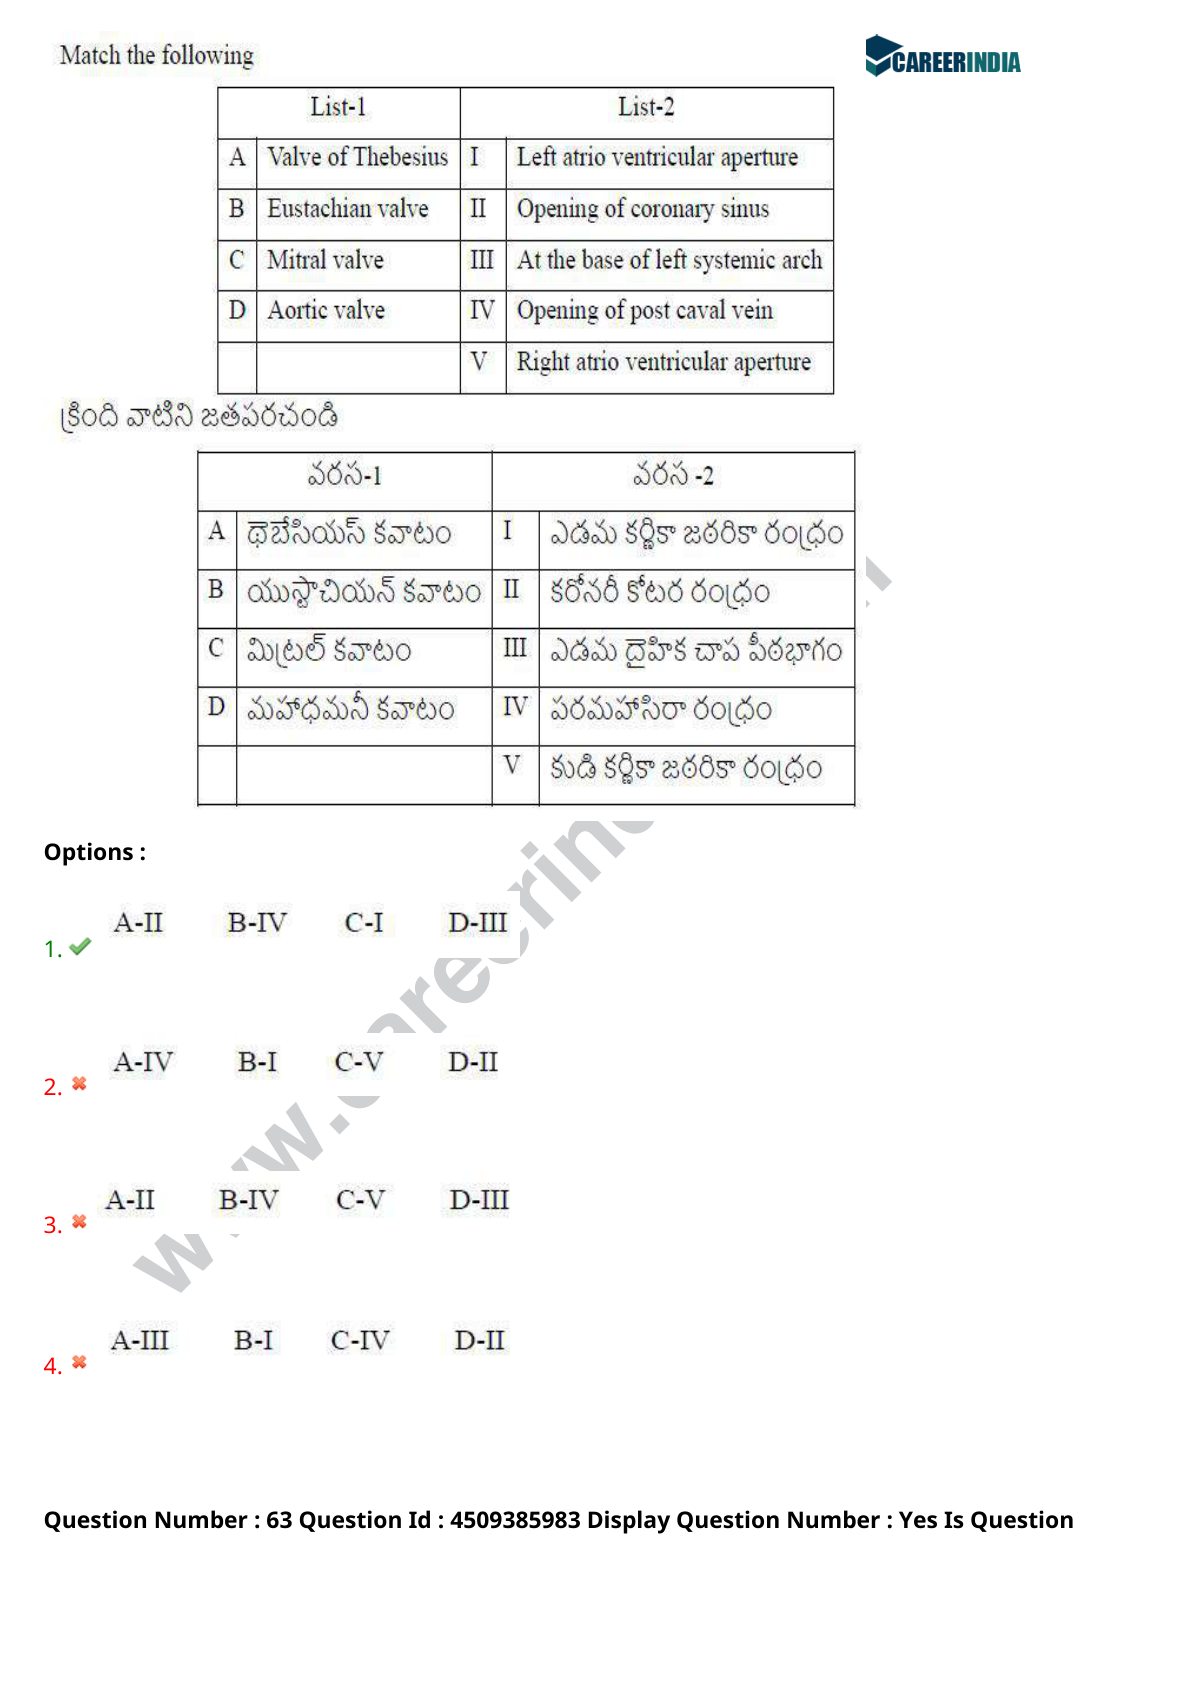 Match the following
CAREERINDIA
List-1 List-2
A Valve of Thebesius I Left atrio ventricular aperture
B Eustachian valve II Opening of coronary sinus
C Mitral valve III At the base of left systemic arch
D Aortic valve IV Opening of post caval vein
V Right atrio ventricular aperture
క్రింది వాటిని జతపరచండి
వరస-1 వరస -2
A థెబేసియస్ కవాటం I ఎడమ కర్ణికా జఠరికా రంధ్రం
B యుస్టాచియన్ కవాటం II కరోనరీ కోటర రంధ్రం
C మిట్రల్ కవాటం III ఎడమ దైహిక చాప పీఠభాగం
D మహాధమనీ కవాటం IV పరమహాసిరా రంధ్రం
V కుడి కర్ణికా జఠరికా రంధ్రం
Options :
1. A-II B-IV C-I D-III
2. A-IV B-I C-V D-II
3. A-II B-IV C-V D-III
4. A-III B-I C-IV D-II
Question Number : 63 Question Id : 4509385983 Display Question Number : Yes Is Question